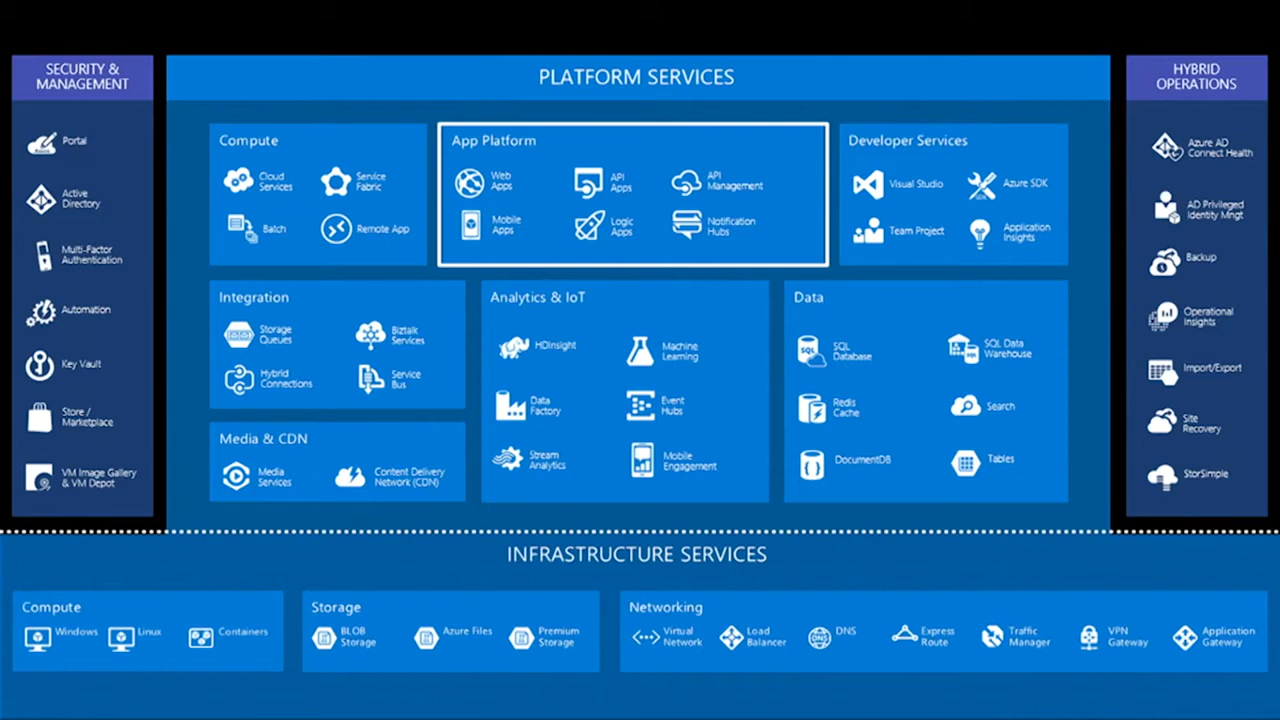 SECURITY &
MANAGEMENT
Portal
Active
Directory
Multi-Factor
Authentication
Automation
Key Vault
Store /
Marketplace
VM Image Gallery
& VM Depot
PLATFORM SERVICES
Compute
Cloud
Services
Service
Fabric
Batch
Remote App
App Platform
Web
Apps
API
Apps
API
Management
Mobile
Apps
Logic
Apps
Notification
Hubs
Developer Services
Visual Studio
Azure SDK
Team Project
Application
Insights
Integration
Storage
Queues
Biztalk
Services
Hybrid
Connections
Service
Bus
Media & CDN
Media
Services
Content Delivery
Network (CDN)
Analytics & IoT
HDInsight
Machine
Learning
Data
Factory
Event
Hubs
Stream
Analytics
Mobile
Engagement
Data
SQL
SQL
Database
SQL
SQL Data
Warehouse
Redis
Cache
Search
DocumentDB
Tables
HYBRID
OPERATIONS
Azure AD
Connect Health
AD Privileged
Identity Mngt
Backup
Operational
Insights
Import/Export
Site
Recovery
StorSimple
INFRASTRUCTURE SERVICES
Compute
Windows
Linux
Containers
Storage
BLOB
Storage
Azure Files
Premium
Storage
Networking
Virtual
Network
Load
Balancer
DNS
DNS
Express
Route
Traffic
Manager
VPN
Gateway
Application
Gateway